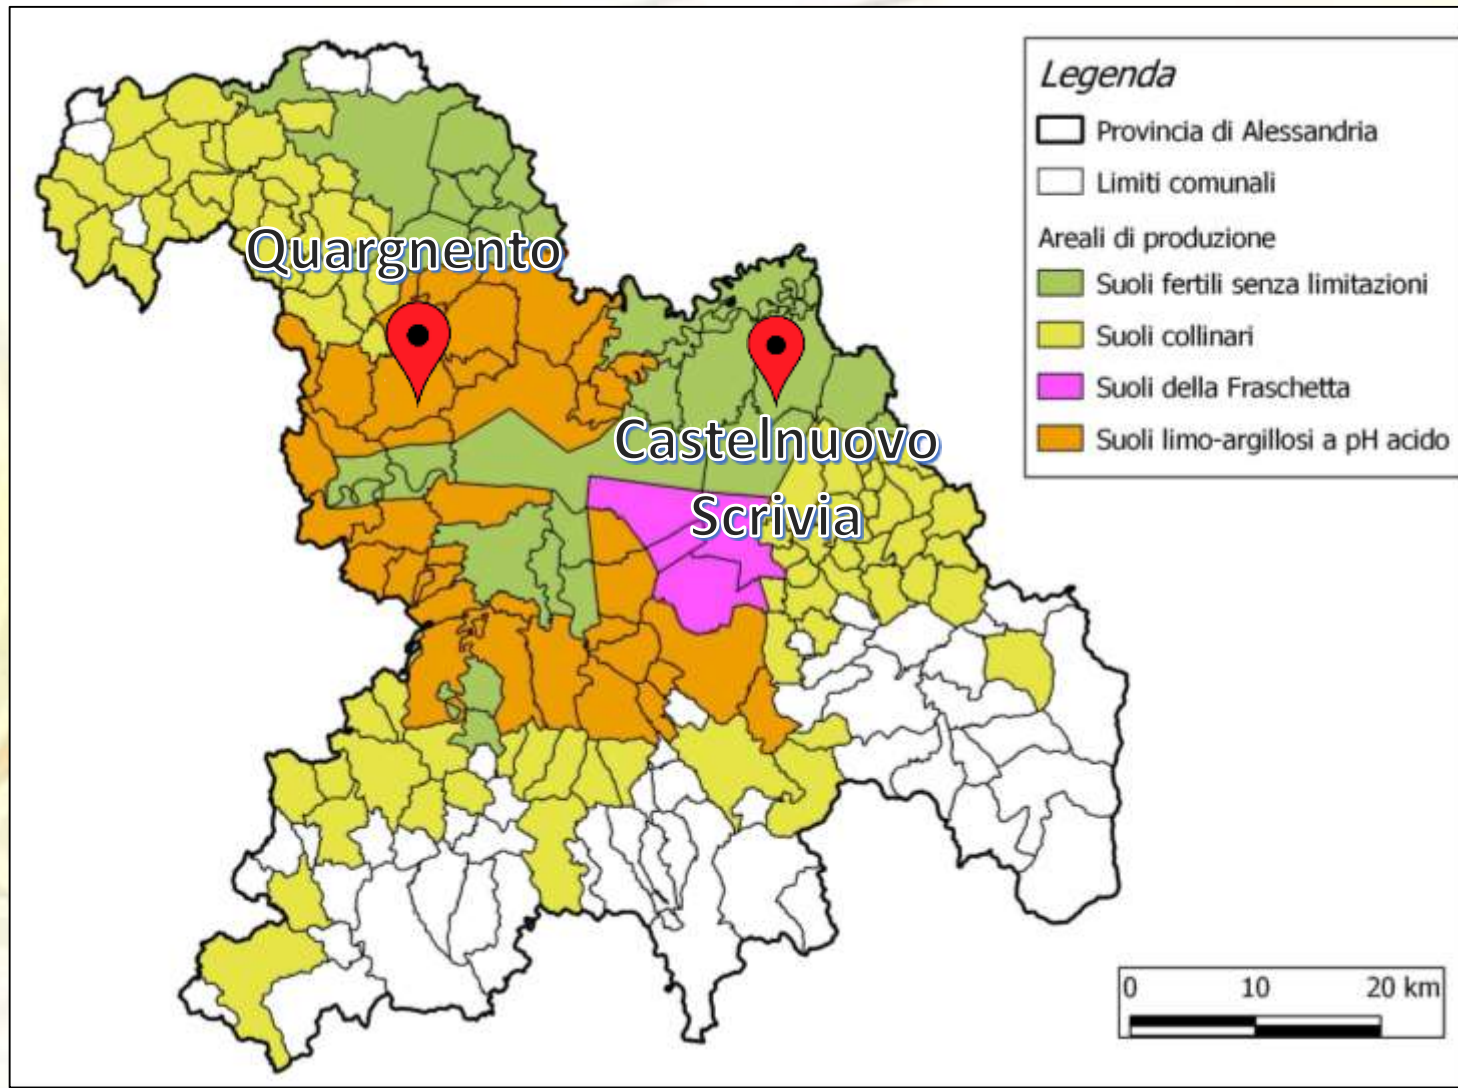 Quargnento
Castelnuovo
Scrivia
Legenda
Provincia di Alessandria
Limiti comunali
Areali di produzione
Suoli fertili senza limitazioni
Suoli collinari
Suoli della Fraschetta
Suoli limo-argillosi a pH acido
0 10 20 km